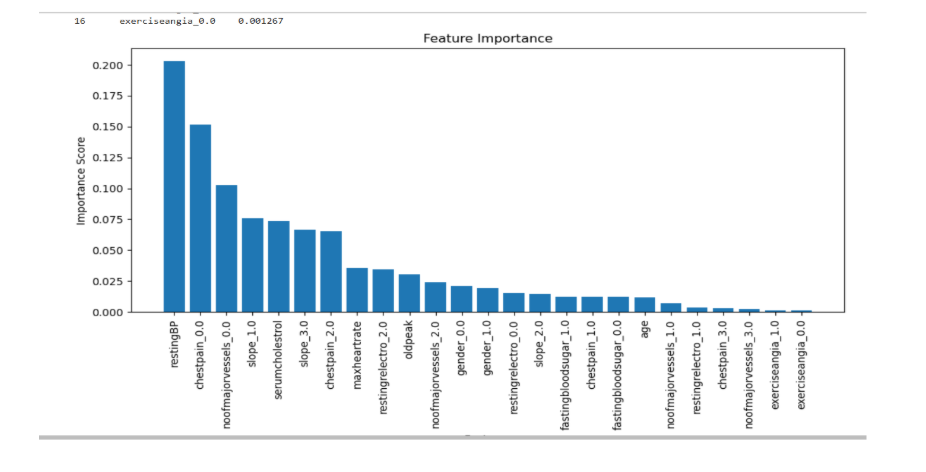 16 exerciseangia_0.0 0.001267
Feature Importance
Importance Score
0.200
0.175
0.150
0.125
0.100
0.075
0.050
0.025
0.000
restingBP
chestpain_0.0
noofmajorvessels_0.0
slope_1.0
serumcholestrol
slope_3.0
chestpain_2.0
maxheartrate
restingrelectro_2.0
oldpeak
noofmajorvessels_2.0
gender_0.0
gender_1.0
restingrelectro_0.0
slope_2.0
fastingbloodsugar_1.0
chestpain_1.0
fastingbloodsugar_0.0
age
noofmajorvessels_1.0
restingrelectro_1.0
chestpain_3.0
noofmajorvessels_3.0
exerciseangia_1.0
exerciseangia_0.0